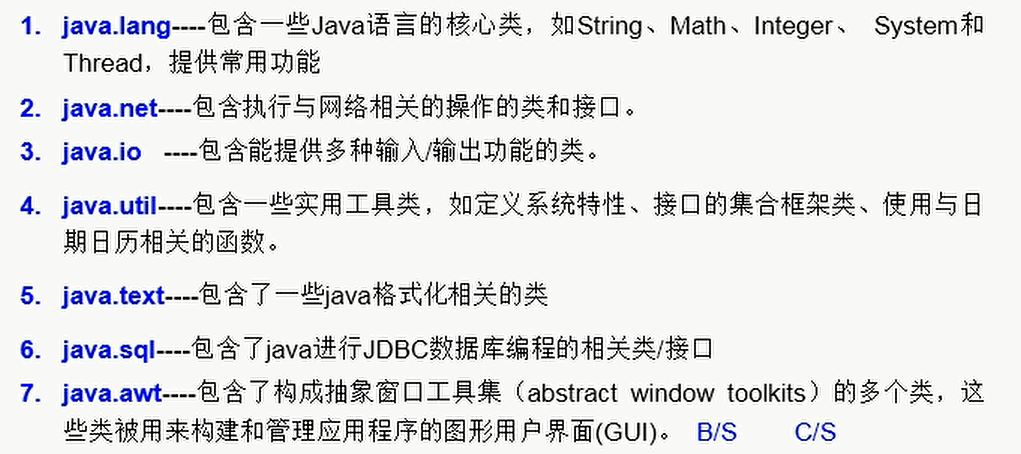 1. java.lang----包含一些Java语言的核心类，如String、Math、Integer、 System和
Thread，提供常用功能
2. java.net----包含执行与网络相关的操作的类和接口。
3. java.io ----包含能提供多种输入/输出功能的类。
4. java.util----包含一些实用工具类，如定义系统特性、接口的集合框架类、使用与日
期日历相关的函数。
5. java.text----包含了一些java格式化相关的类
6. java.sql----包含了java进行JDBC数据库编程的相关类/接口
7. java.awt----包含了构成抽象窗口工具集（abstract window toolkits）的多个类，这
些类被用来构建和管理应用程序的图形用户界面(GUI)。 B/S C/S